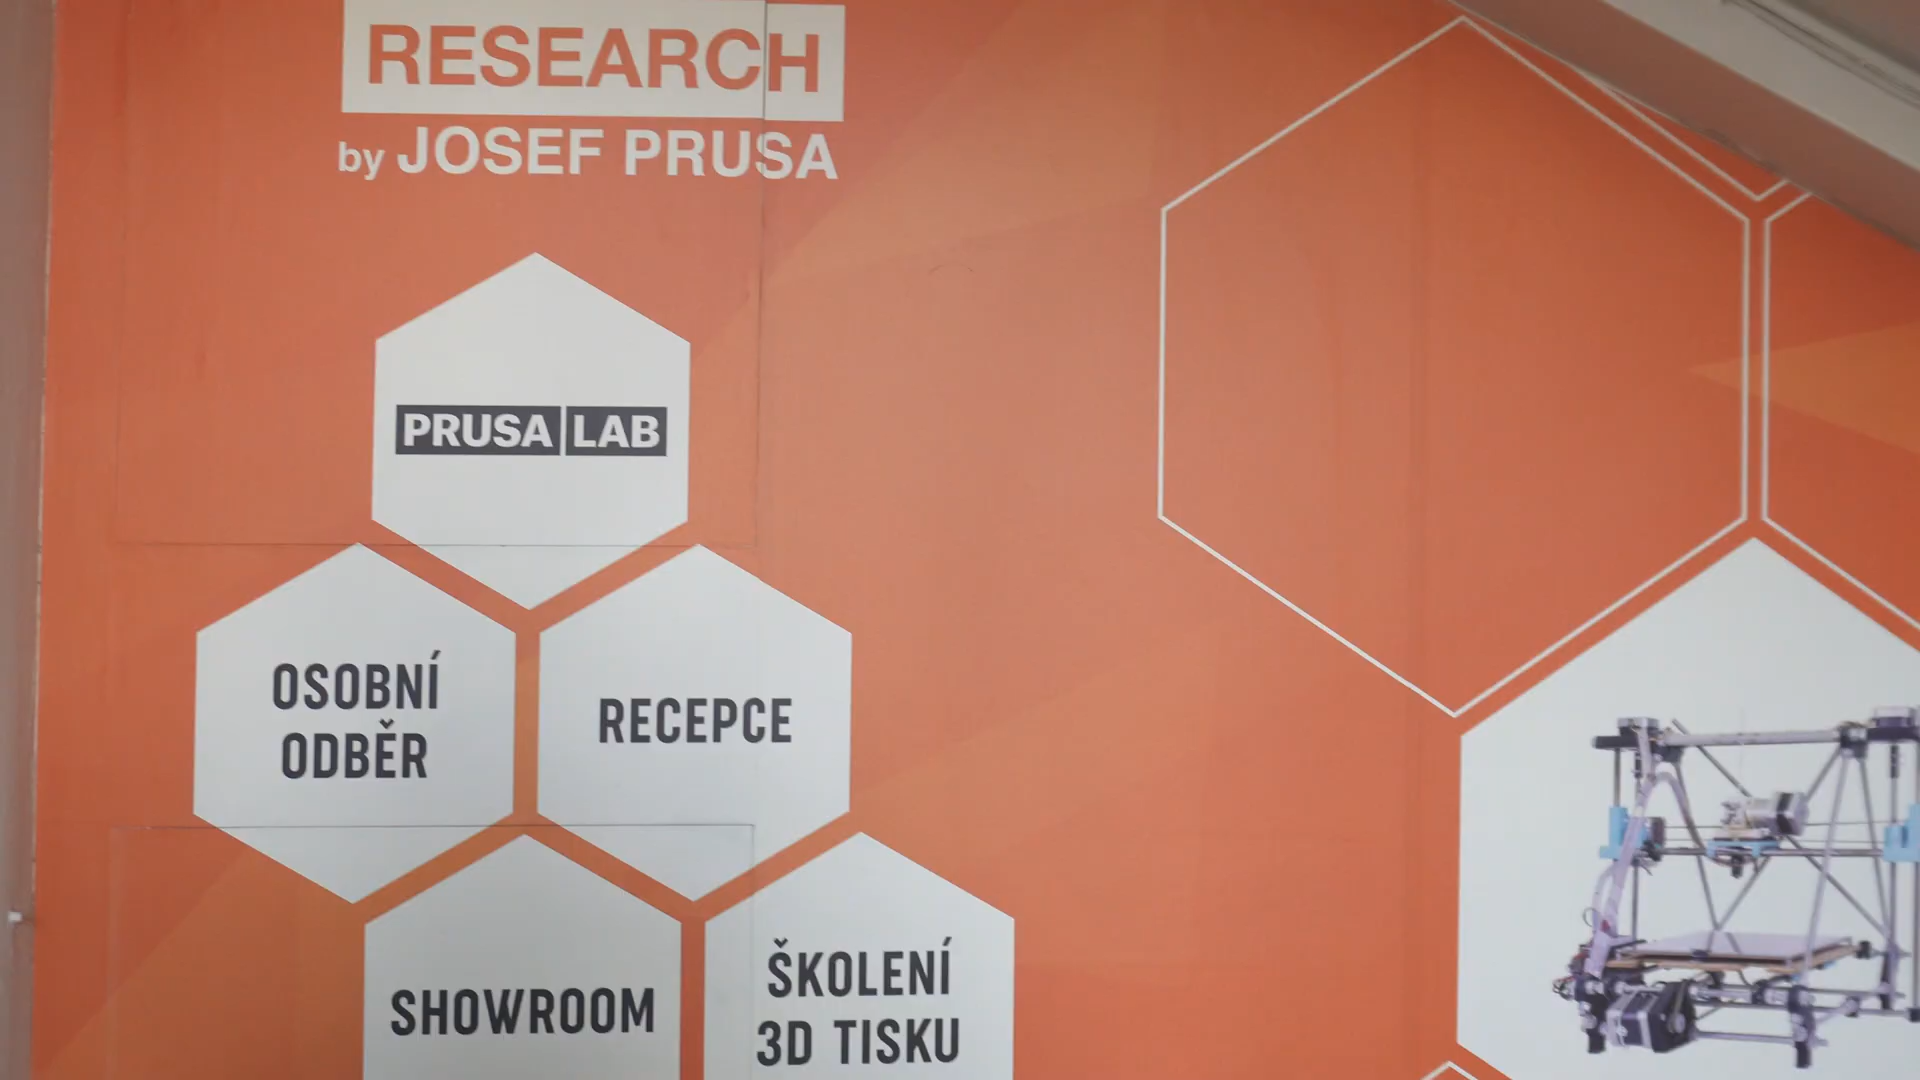 RESEARCH
by JOSEF PRUSA
PRUSA LAB
OSOBNÍ
ODBĚR
RECEPCE
SHOWROOM
ŠKOLENÍ
3D TISKU